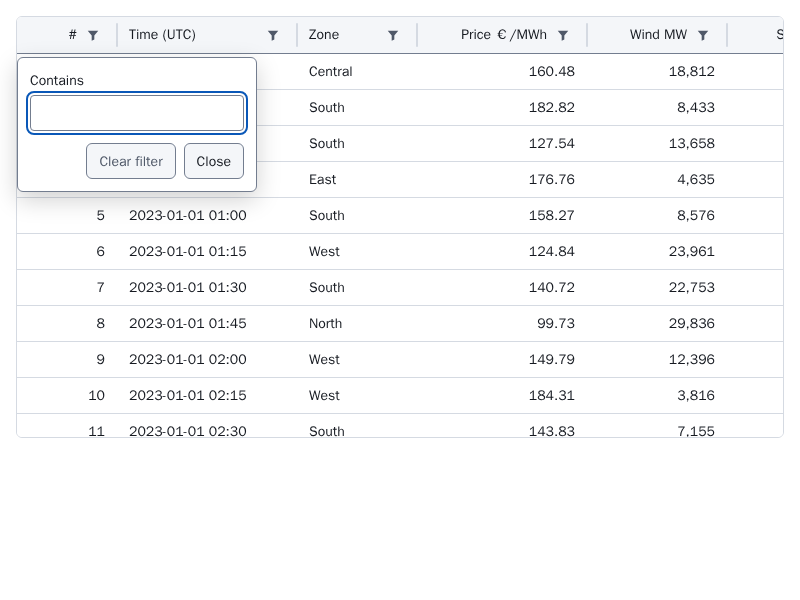 # Time (UTC) Zone Price €/MWh Wind MW S
Contains
Clear filter Close
Central 160.48 18,812
South 182.82 8,433
South 127.54 13,658
East 176.76 4,635
5 2023-01-01 01:00 South 158.27 8,576
6 2023-01-01 01:15 West 124.84 23,961
7 2023-01-01 01:30 South 140.72 22,753
8 2023-01-01 01:45 North 99.73 29,836
9 2023-01-01 02:00 West 149.79 12,396
10 2023-01-01 02:15 West 184.31 3,816
11 2023-01-01 02:30 South 143.83 7,155